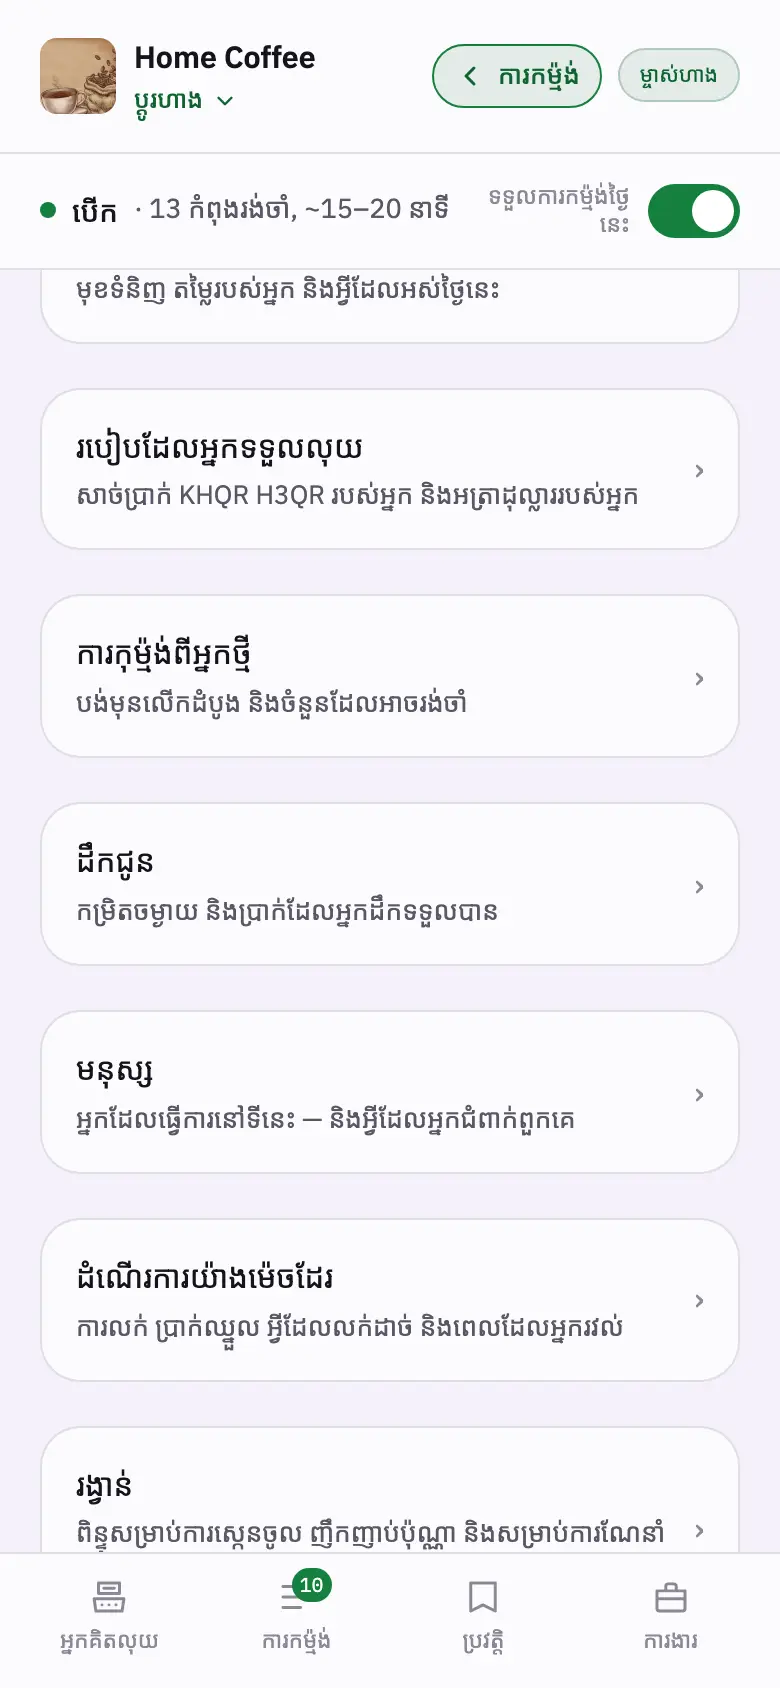 Home Coffee
ប្ដូរហាង
ការកម្ម៉ង់
ម្ចាស់ហាង
បើក · 13 កំពុងរង់ចាំ, ~15–20 នាទី
ទទួលការកម្ម៉ង់ថ្ងៃ
នេះ
មុខទំនិញ តម្លៃរបស់អ្នក និងអ្វីដែលអស់ថ្ងៃនេះ
របៀបដែលអ្នកទទួលលុយ
សាច់ប្រាក់ KHQR H3QR របស់អ្នក និងអត្រាដុល្លាររបស់អ្នក
ការកុម្ម៉ង់ពីអ្នកថ្មី
បង់មុនលើកដំបូង និងចំនួនដែលអាចរង់ចាំ
ដឹកជូន
កម្រិតចម្ងាយ និងប្រាក់ដែលអ្នកដឹកទទួលបាន
មនុស្ស
អ្នកដែលធ្វើការនៅទីនេះ — និងអ្វីដែលអ្នកជំពាក់ពួកគេ
ដំណើរការយ៉ាងម៉េចដែរ
ការលក់ ប្រាក់ឈ្នួល អ្វីដែលលក់ដាច់ និងពេលដែលអ្នករវល់
រង្វាន់
ពិន្ទុសម្រាប់ការស្កេនចូល ញឹកញាប់ប៉ុណ្ណា និងសម្រាប់ការណែនាំ
10
អ្នកគិតលុយ
ការកម្ម៉ង់
ប្រវត្តិ
ការងារ